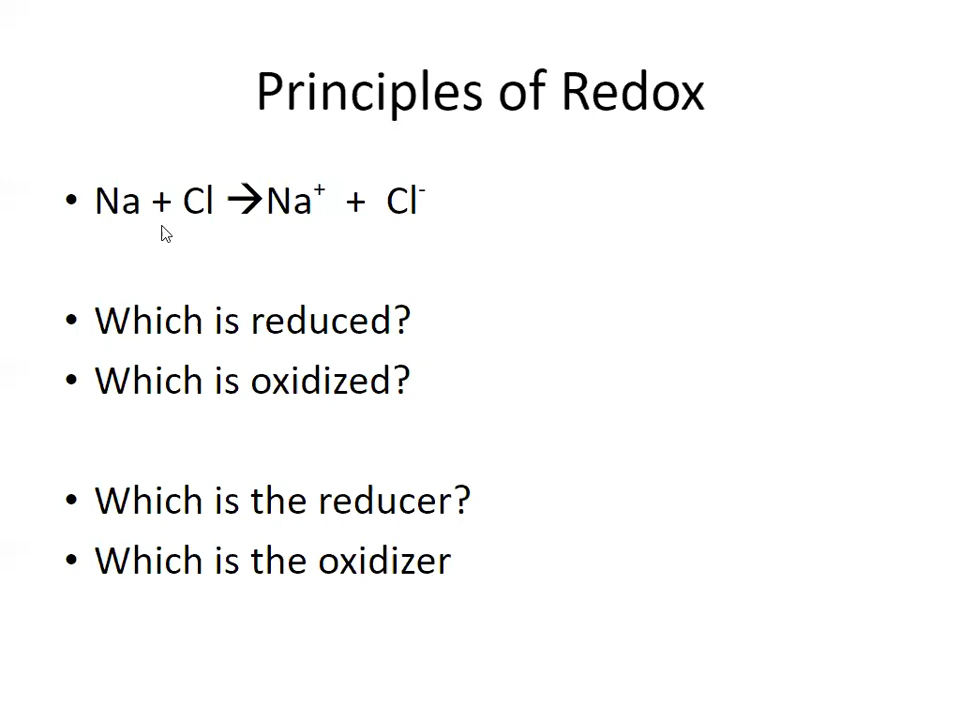 Principles of Redox
• Na + Cl →Na⁺ + Cl⁻
• Which is reduced?
• Which is oxidized?
• Which is the reducer?
• Which is the oxidizer